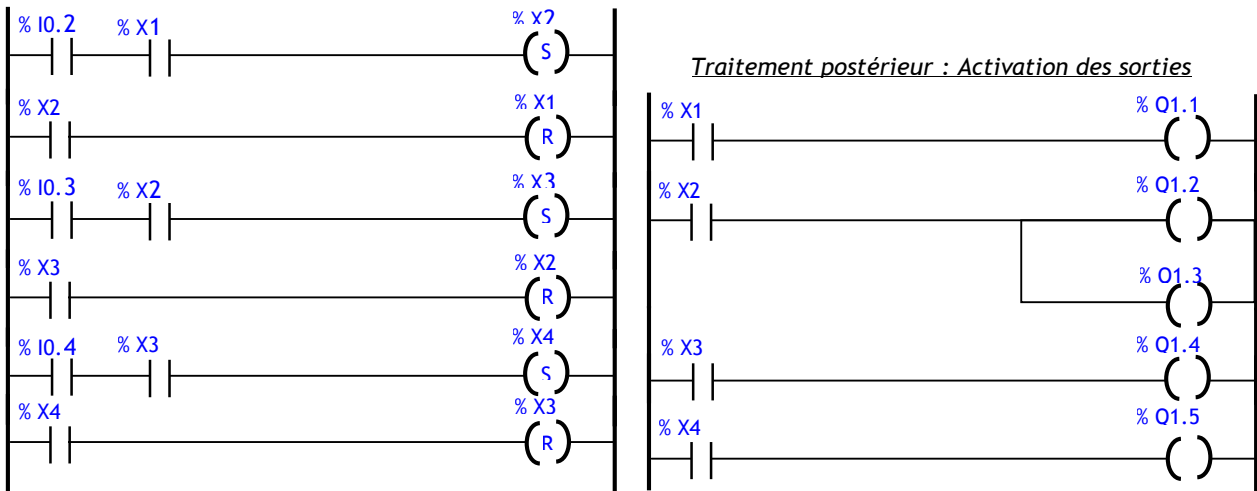 % I0.2 % X1 % X2
S
% X2 % X1
R
% I0.3 % X2 % X3
S
% X3 % X2
R
% I0.4 % X3 % X4
S
% X4 % X3
R
Traitement postérieur : Activation des sorties
% X1 % Q1.1
% X2 % Q1.2
% Q1.3
% X3 % Q1.4
% X4 % Q1.5